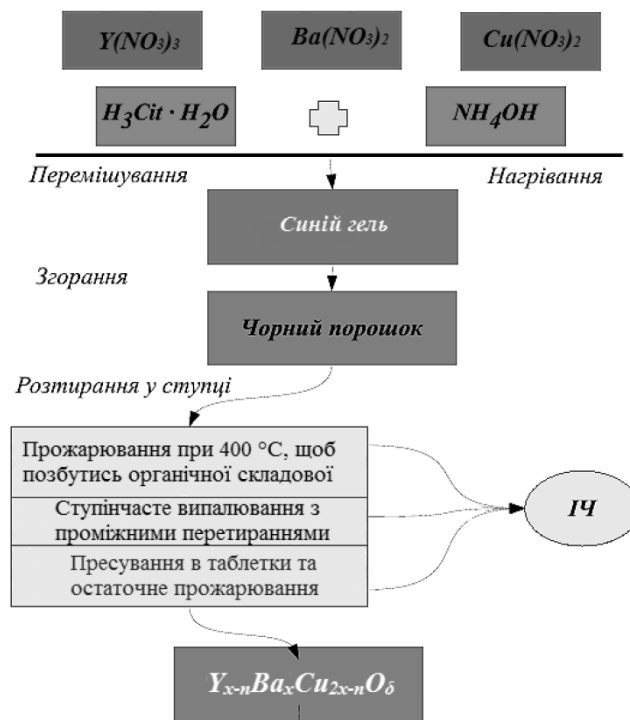 Y(NO₃)₃ Ba(NO₃)₂ Cu(NO₃)₂
H₃Cit · H₂O NH₄OH
Перемішування Нагрівання
Синій гель
Згорання
Чорний порошок
Розтирання у ступці
Прожарювання при 400 °C, щоб
позбутись органічної складової
Ступінчасте випалювання з
проміжними перетираннями
Пресування в таблетки та
остаточне прожарювання
ІЧ
Yₓ₋ₙBaₓCu₂ₓ₋ₙO_δ